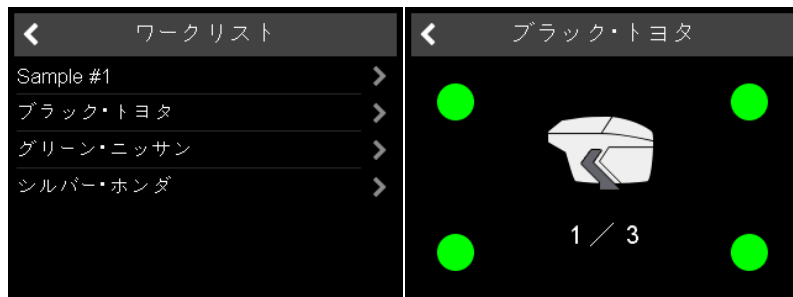 ワークリスト
Sample #1
ブラック・トヨタ
グリーン・ニッサン
シルバー・ホンダ
ブラック・トヨタ
1 ／ 3